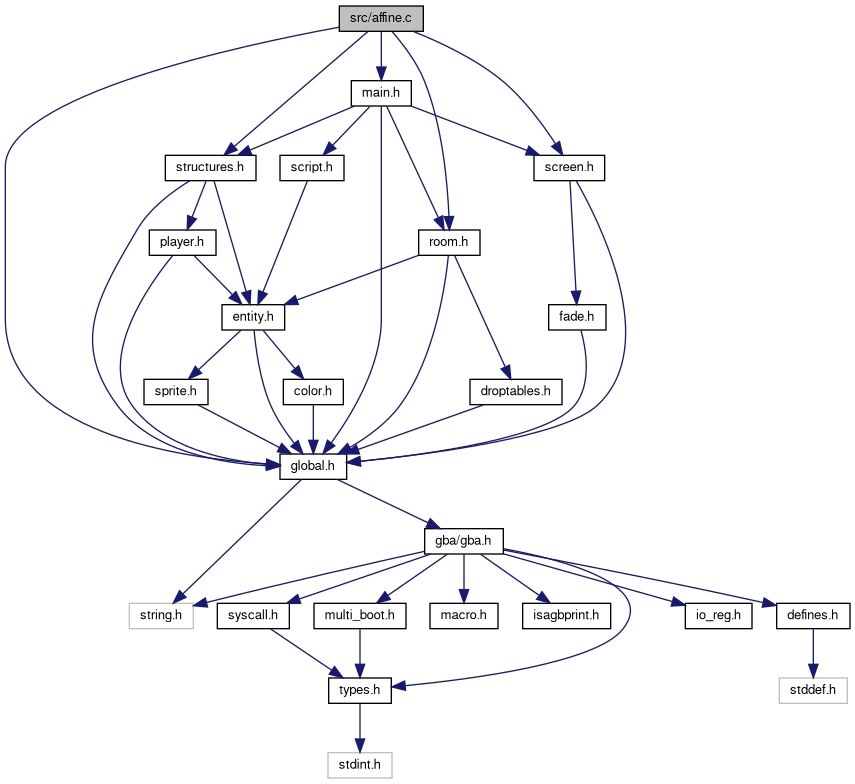 src/affine.c
main.h
structures.h
script.h
screen.h
player.h
room.h
entity.h
fade.h
sprite.h
color.h
droptables.h
global.h
gba/gba.h
string.h
syscall.h
multi_boot.h
macro.h
isagbprint.h
io_reg.h
defines.h
types.h
stddef.h
stdint.h